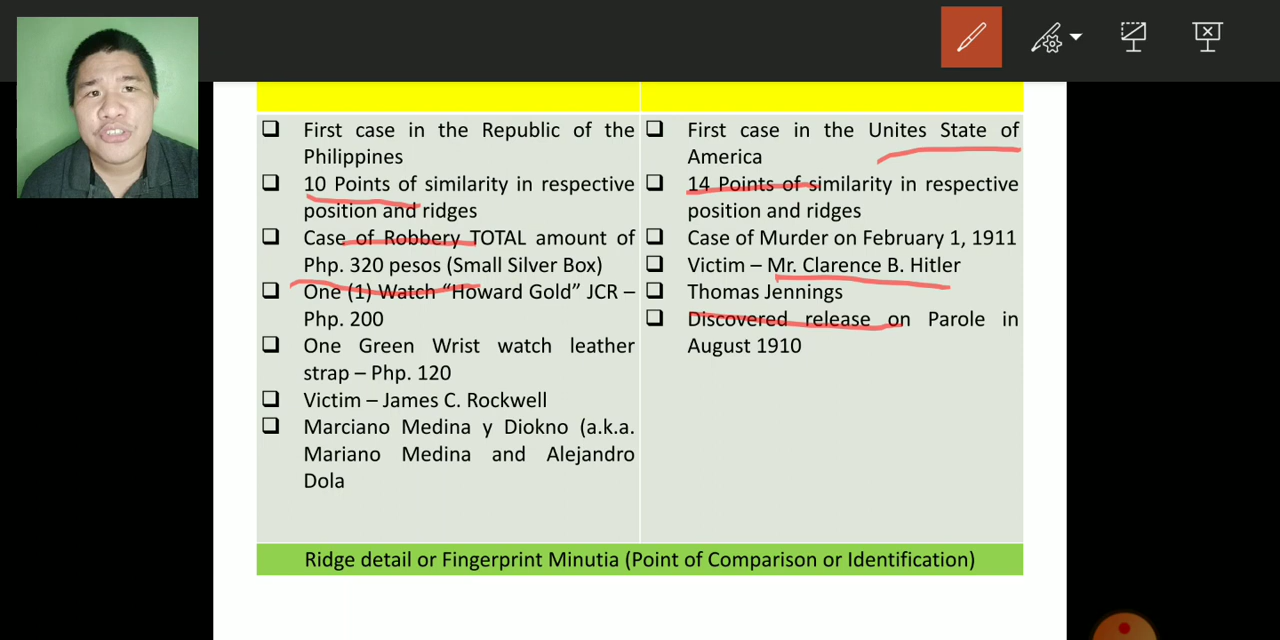 First case in the Republic of the
Philippines
10 Points of similarity in respective
position and ridges
Case of Robbery TOTAL amount of
Php. 320 pesos (Small Silver Box)
One (1) Watch “Howard Gold” JCR –
Php. 200
One Green Wrist watch leather
strap – Php. 120
Victim – James C. Rockwell
Marciano Medina y Diokno (a.k.a.
Mariano Medina and Alejandro
Dola
First case in the Unites State of
America
14 Points of similarity in respective
position and ridges
Case of Murder on February 1, 1911
Victim – Mr. Clarence B. Hitler
Thomas Jennings
Discovered release on Parole in
August 1910
Ridge detail or Fingerprint Minutia (Point of Comparison or Identification)